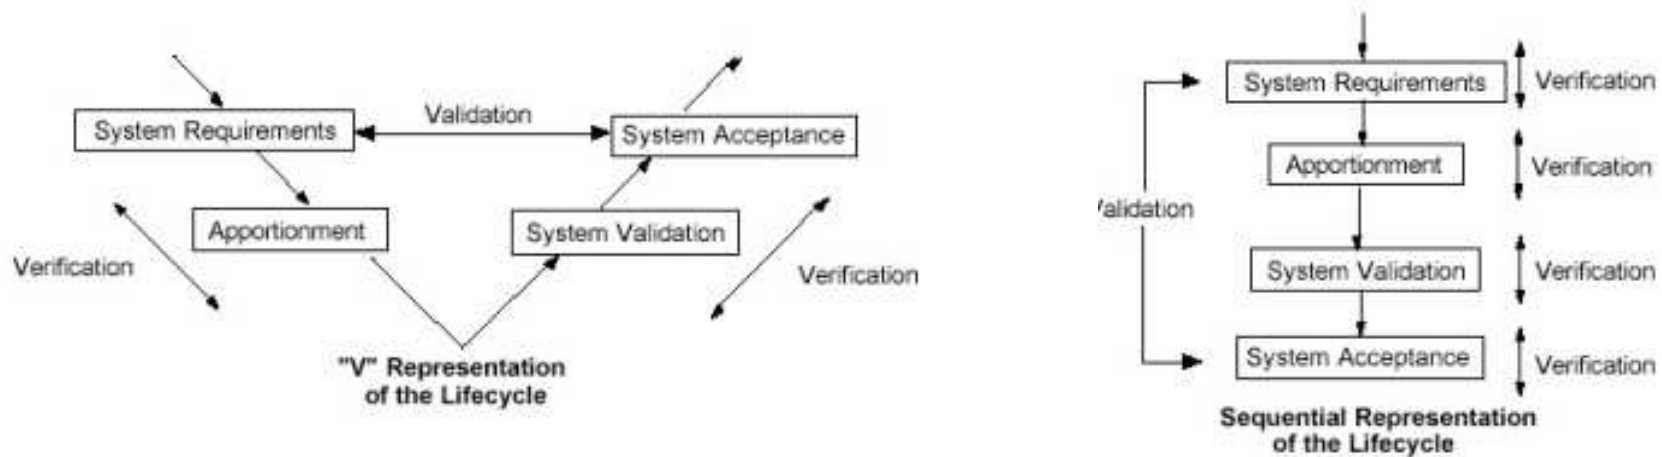 Validation
System Requirements
System Acceptance
Apportionment
System Validation
Verification
Verification
"V" Representation
of the Lifecycle
System Requirements
Verification
Apportionment
Verification
Validation
System Validation
Verification
System Acceptance
Verification
Sequential Representation
of the Lifecycle